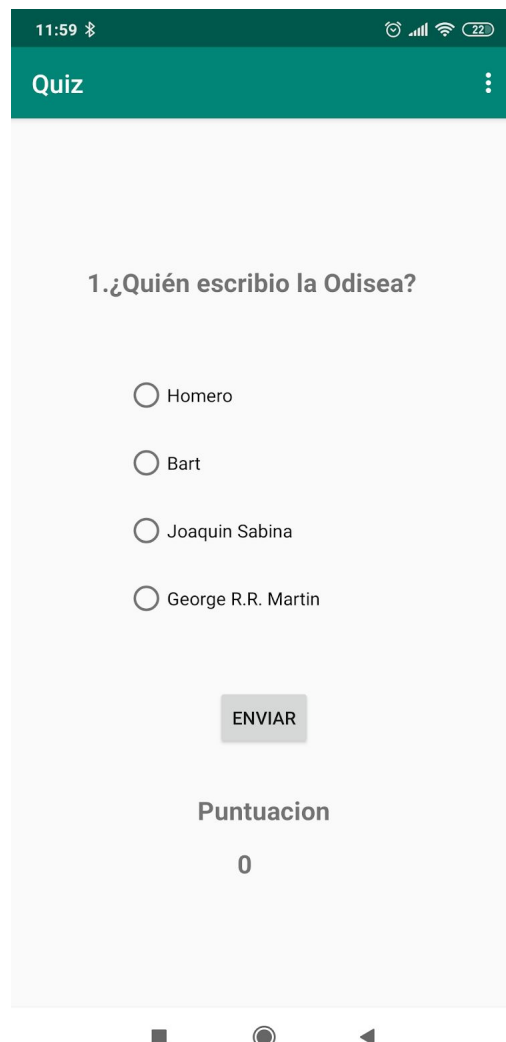 11:59
22
Quiz
1.¿Quién escribio la Odisea?
Homero
Bart
Joaquin Sabina
George R.R. Martin
ENVIAR
Puntuacion
0